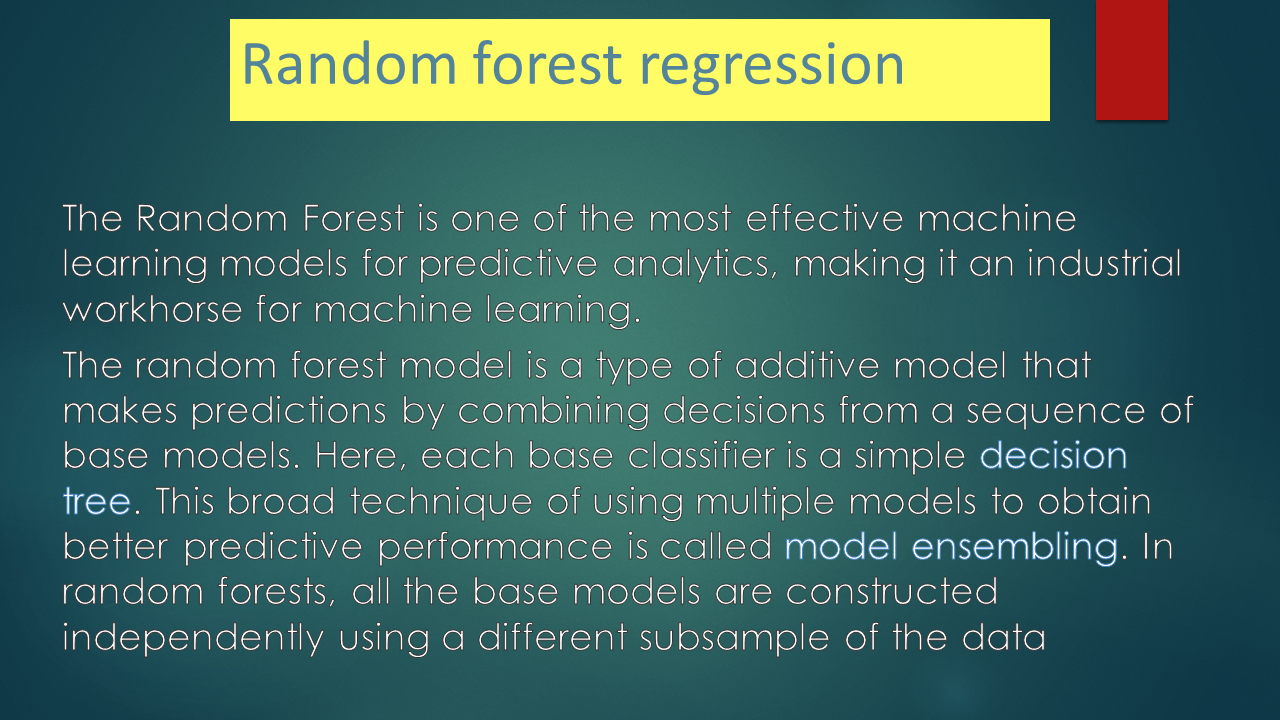 Random forest regression
The Random Forest is one of the most effective machine
learning models for predictive analytics, making it an industrial
workhorse for machine learning.
The random forest model is a type of additive model that
makes predictions by combining decisions from a sequence of
base models. Here, each base classifier is a simple decision
tree. This broad technique of using multiple models to obtain
better predictive performance is called model ensembling. In
random forests, all the base models are constructed
independently using a different subsample of the data